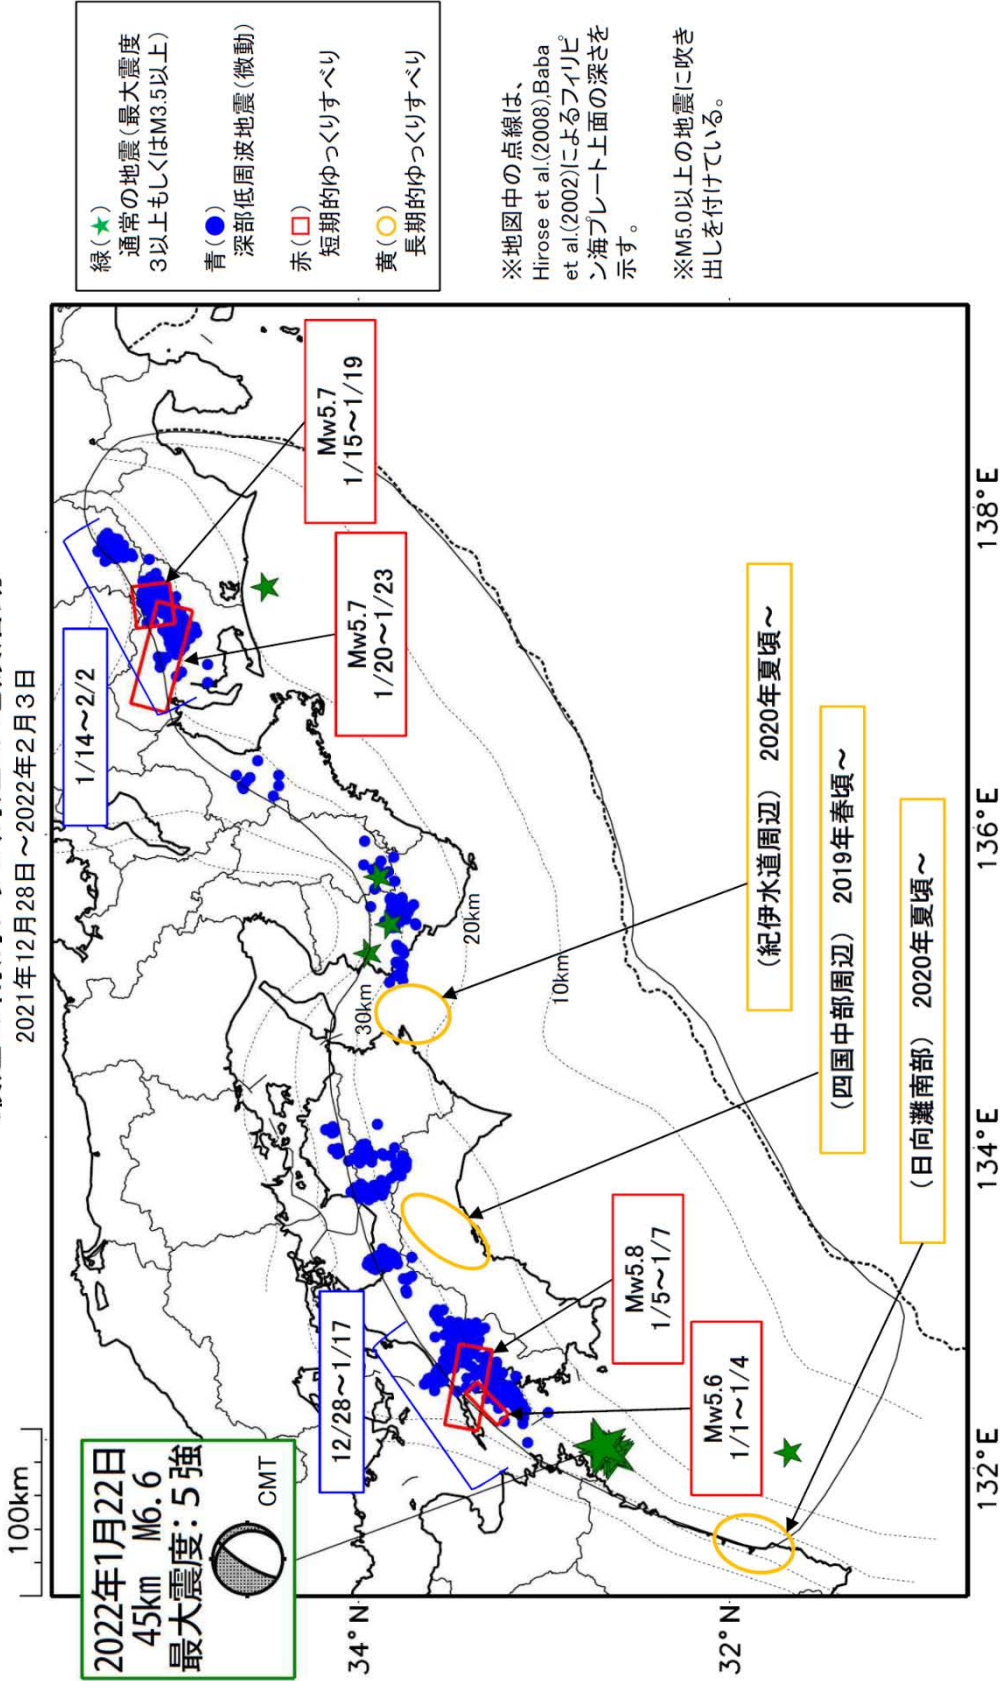 2021年12月28日～2022年2月3日
100km
2022年1月22日
45km M6.6
最大震度：5強
CMT
12/28～1/17
1/14～2/2
Mw5.7
1/15～1/19
Mw5.7
1/20～1/23
Mw5.8
1/5～1/7
Mw5.6
1/1～1/4
30km
20km
10km
(紀伊水道周辺) 2020年夏頃～
(四国中部周辺) 2019年春頃～
(日向灘南部) 2020年夏頃～
34°N
32°N
132°E
134°E
136°E
138°E
緑(★)
通常の地震(最大震度
3以上もしくはM3.5以上)
青(●)
深部低周波地震(微動)
赤(□)
短期的ゆっくりすべり
黄(○)
長期的ゆっくりすべり
※地図中の点線は、
Hirose et al.(2008),Baba
et al.(2002)によるフィリピ
ン海プレート上面の深さを
示す。
※M5.0以上の地震に吹き
出しを付けている。